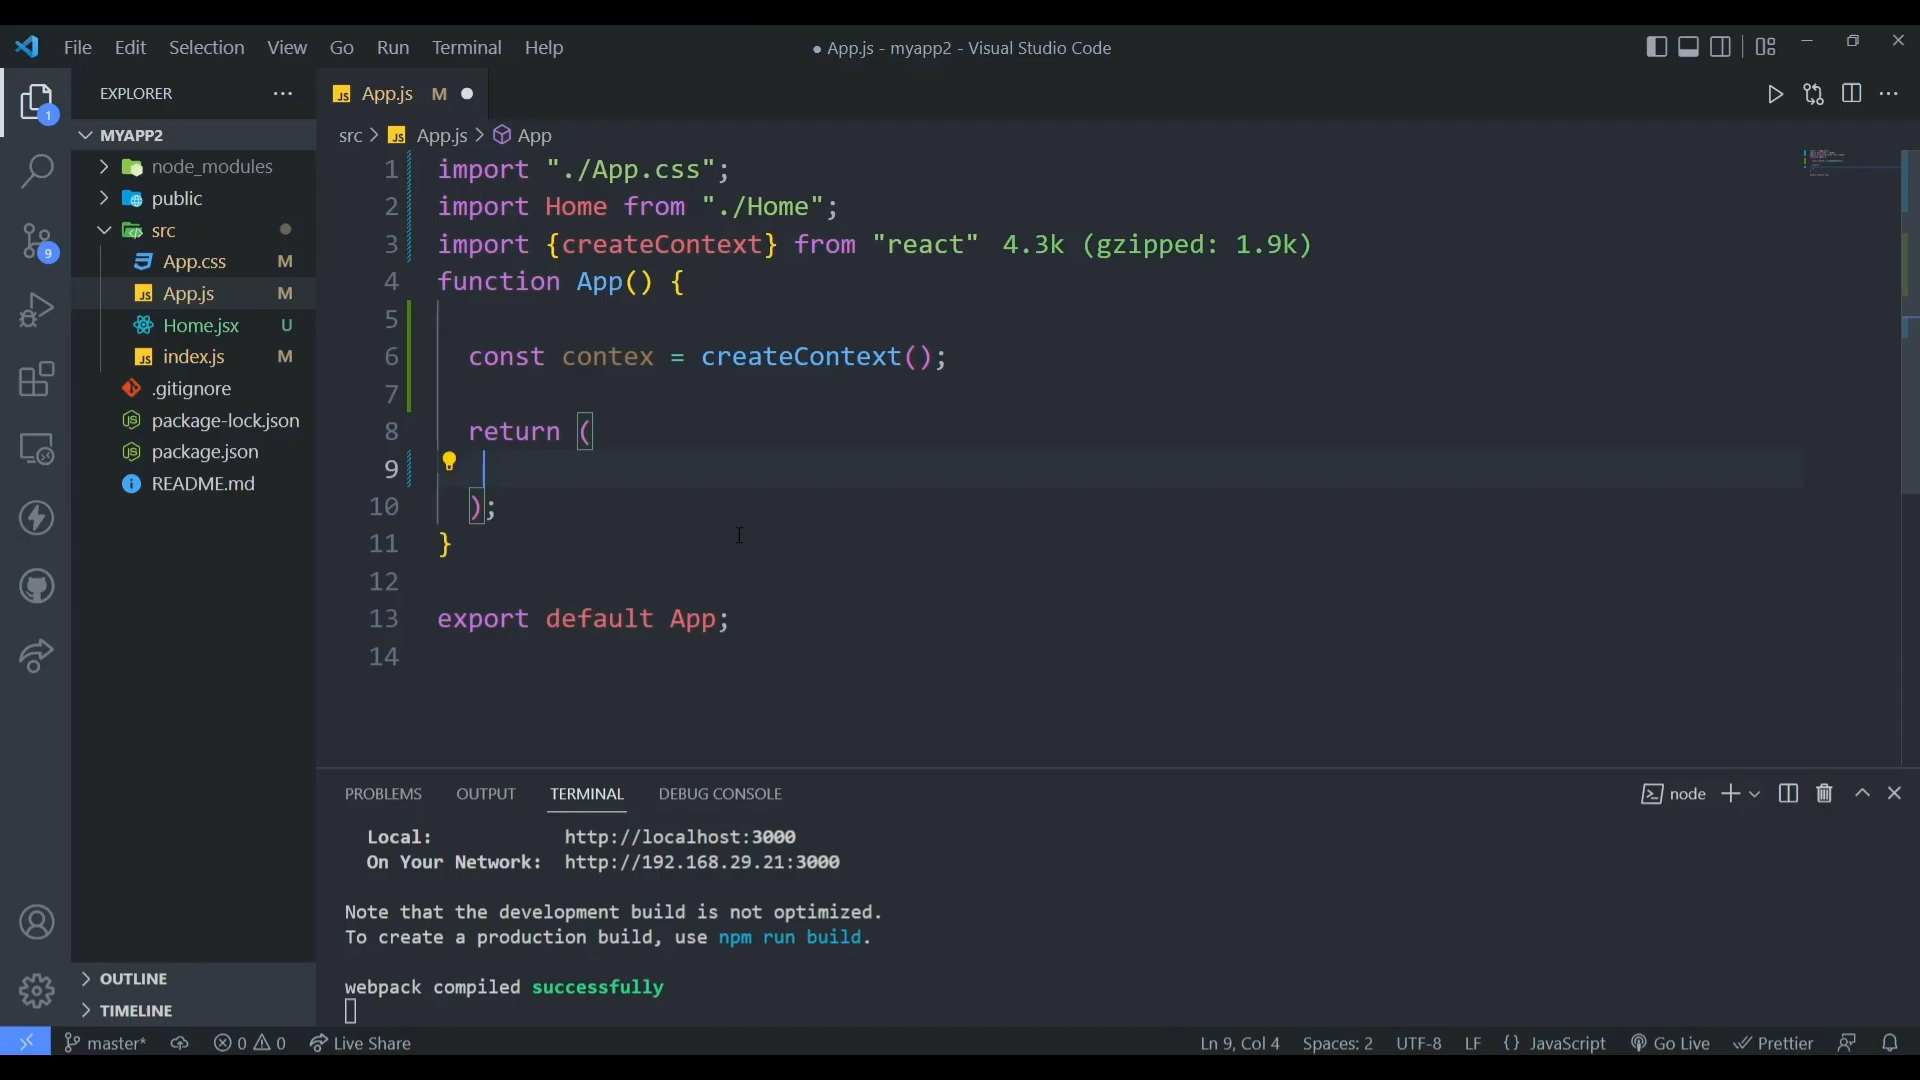 File Edit Selection View Go Run Terminal Help
● App.js - myapp2 - Visual Studio Code
EXPLORER
1
MYAPP2
node_modules
public
src
App.css M
App.js M
Home.jsx U
index.js M
.gitignore
package-lock.json
package.json
README.md
9
OUTLINE
TIMELINE
JS App.js M
src > JS App.js > App
1 import "./App.css";
2 import Home from "./Home";
3 import {createContext} from "react" 4.3k (gzipped: 1.9k)
4 function App() {
5
6 const contex = createContext();
7
8 return (
9
10 );
11 }
12
13 export default App;
14
PROBLEMS OUTPUT TERMINAL DEBUG CONSOLE
node
Local: http://localhost:3000
On Your Network: http://192.168.29.21:3000
Note that the development build is not optimized.
To create a production build, use npm run build.
webpack compiled successfully
master* 0 0 Live Share
Ln 9, Col 4 Spaces: 2 UTF-8 LF {} JavaScript Go Live Prettier